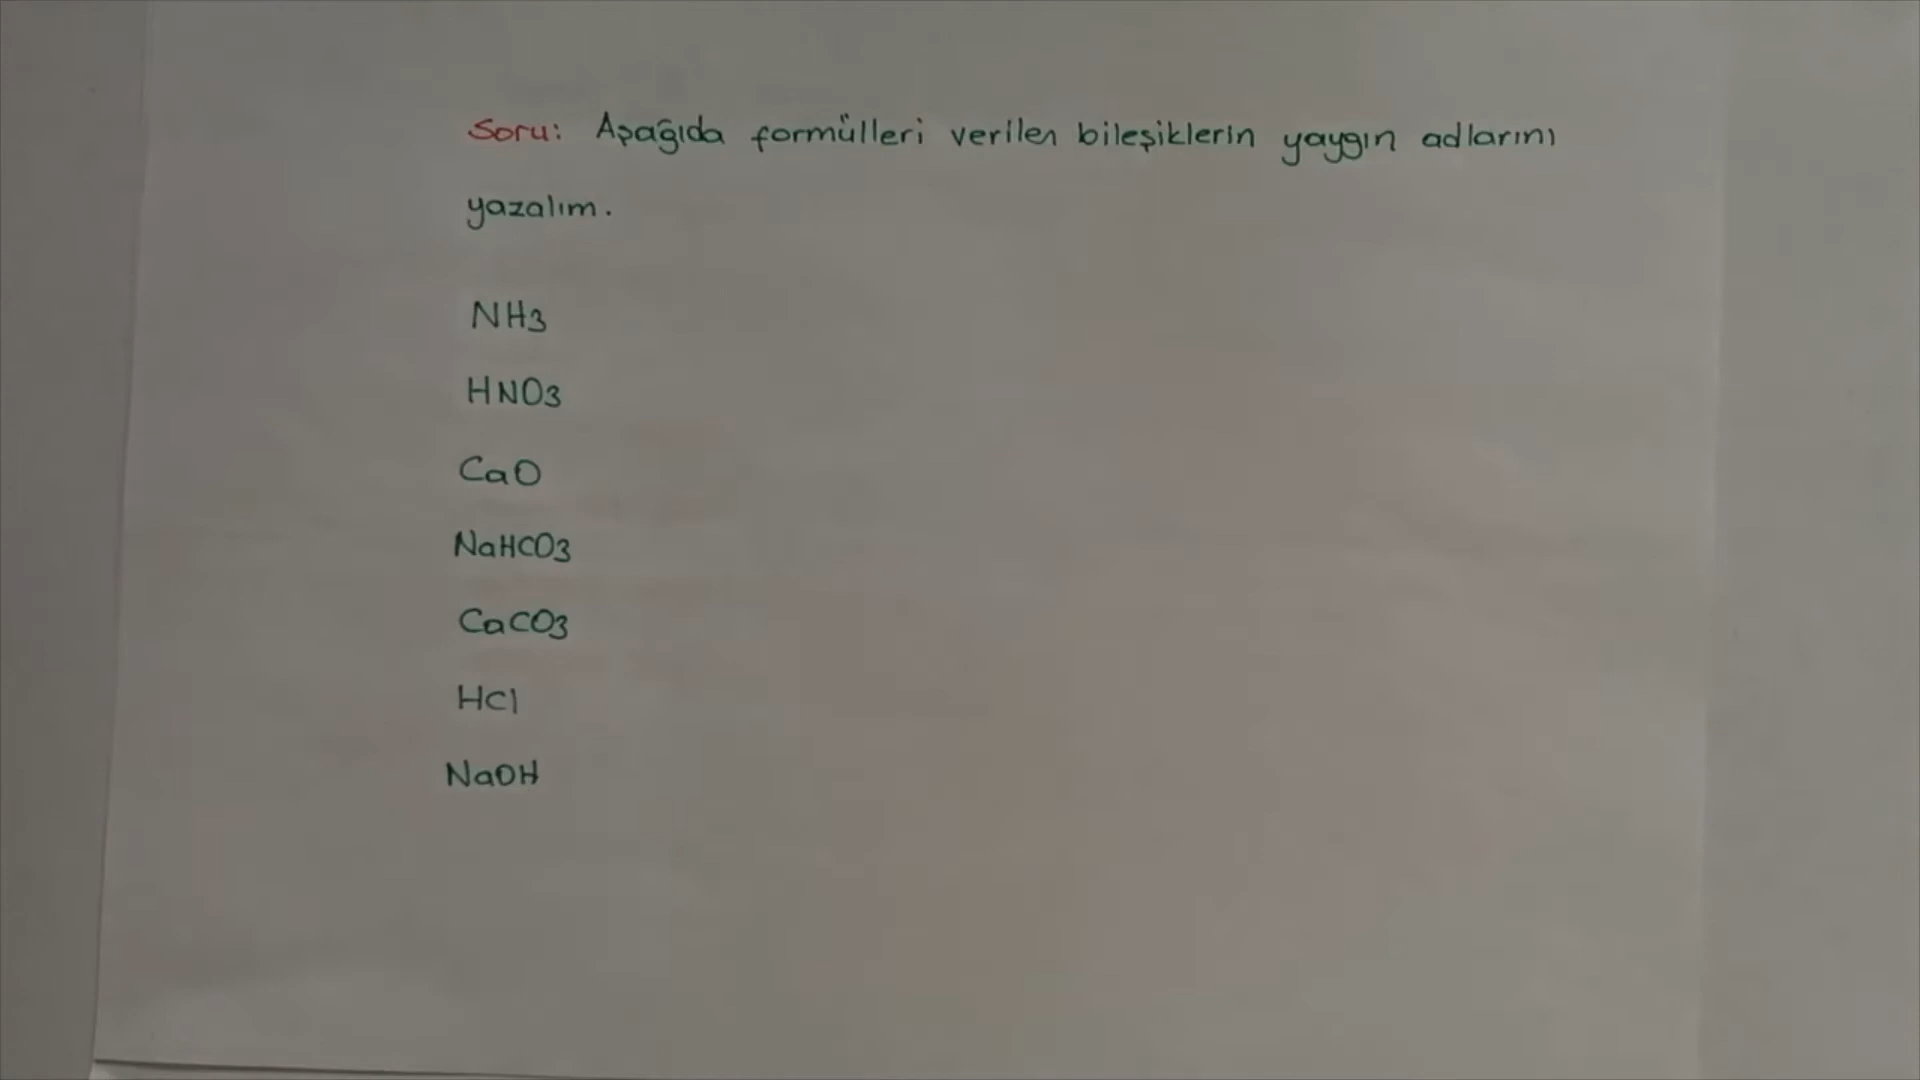 Soru: Aşağıda formülleri verilen bileşiklerin yaygın adlarını
yazalım.
NH3
HNO3
CaO
NaHCO3
CaCO3
HCl
NaOH